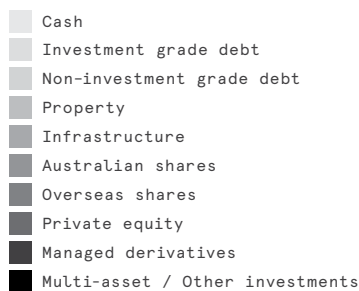 Cash
Investment grade debt
Non-investment grade debt
Property
Infrastructure
Australian shares
Overseas shares
Private equity
Managed derivatives
Multi-asset / Other investments